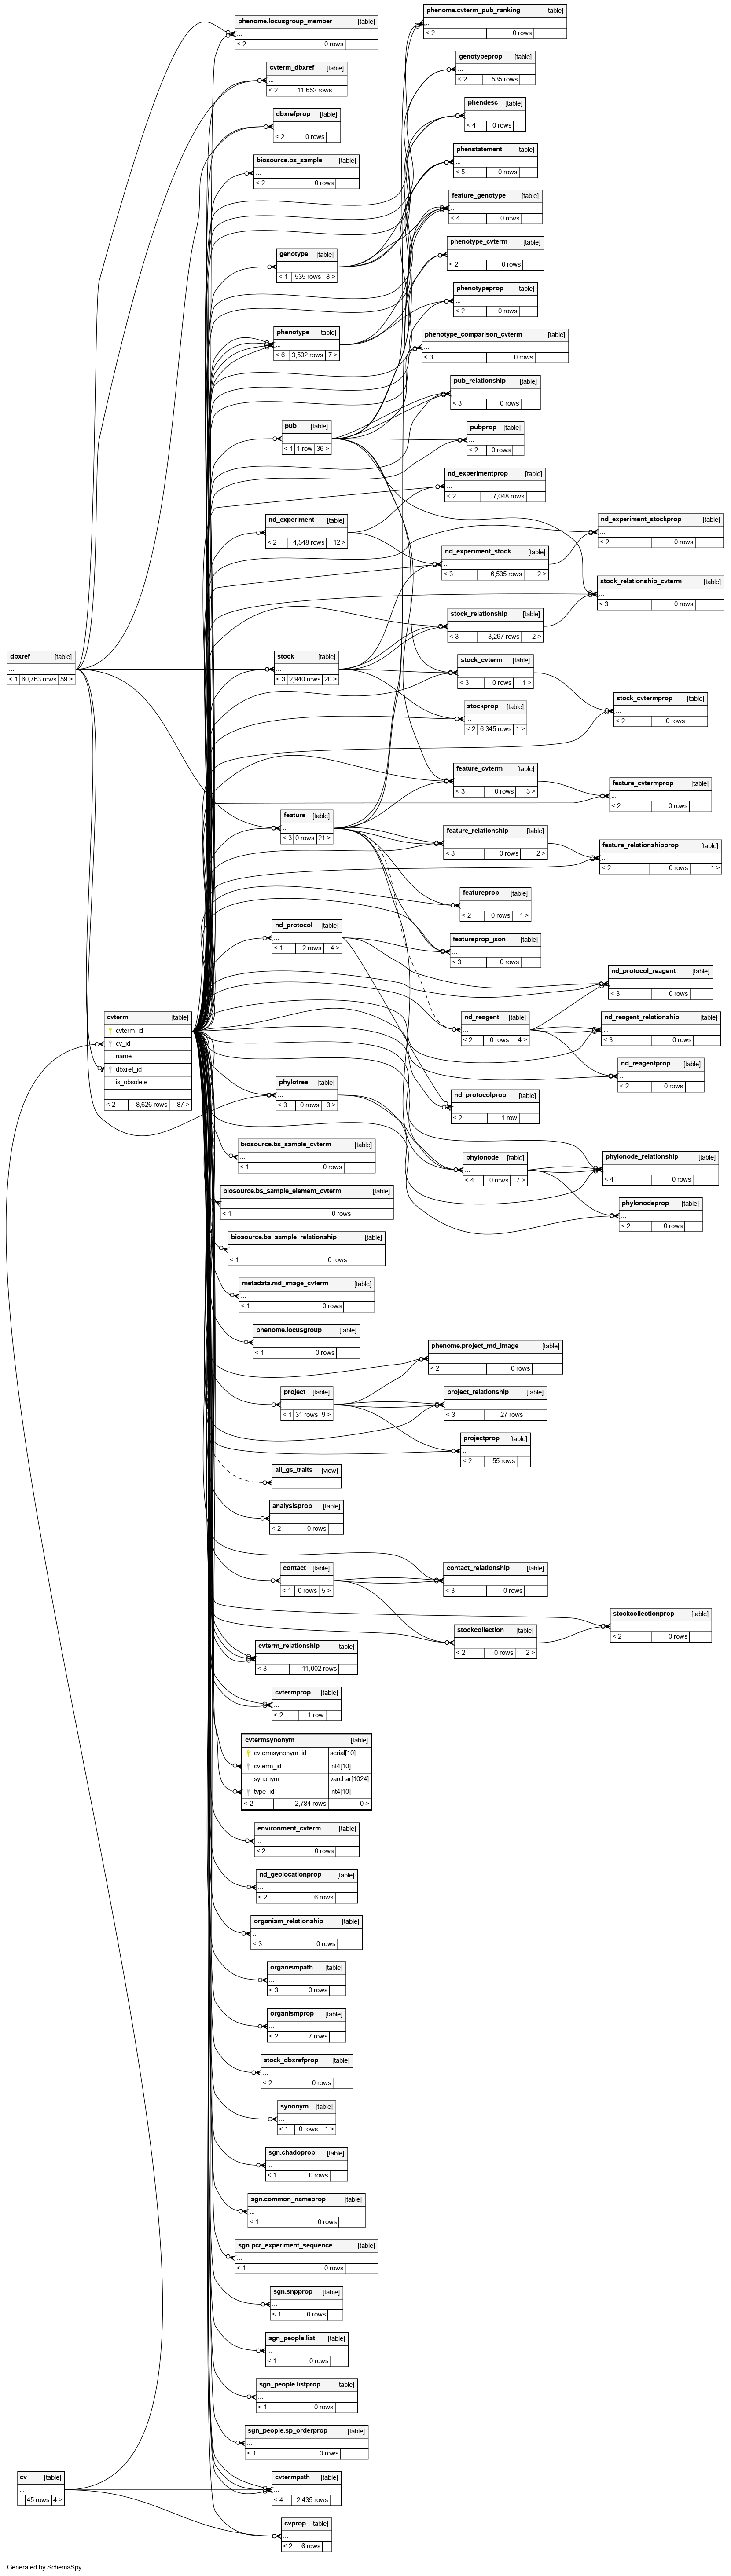 phenome.locusgroup_member [table]
...
< 2 0 rows
cvterm_dbxref [table]
...
< 2 11,652 rows
dbxrefprop [table]
...
< 2 0 rows
biosource.bs_sample [table]
...
< 2 0 rows
genotype [table]
...
< 1 535 rows 8 >
phenotype [table]
...
< 6 3,502 rows 7 >
pub [table]
...
< 1 1 row 36 >
nd_experiment [table]
...
< 2 4,548 rows 12 >
dbxref [table]
...
< 1 60,763 rows 59 >
stock [table]
...
< 3 2,940 rows 20 >
feature [table]
...
< 3 0 rows 21 >
nd_protocol [table]
...
< 1 2 rows 4 >
cvterm [table]
cvterm_id
cv_id
name
dbxref_id
is_obsolete
...
< 2 8,626 rows 87 >
phylotree [table]
...
< 3 0 rows 3 >
biosource.bs_sample_cvterm [table]
...
< 1 0 rows
biosource.bs_sample_element_cvterm [table]
...
< 1 0 rows
biosource.bs_sample_relationship [table]
...
< 1 0 rows
metadata.md_image_cvterm [table]
...
< 1 0 rows
phenome.locusgroup [table]
...
< 1 0 rows
project [table]
...
< 1 31 rows 9 >
all_gs_traits [view]
...
analysisprop [table]
...
< 2 0 rows
contact [table]
...
< 1 0 rows 5 >
cvterm_relationship [table]
...
< 3 11,002 rows
cvtermprop [table]
...
< 2 1 row
cvtermsynonym [table]
cvtermsynonym_id serial[10]
cvterm_id int4[10]
synonym varchar[1024]
type_id int4[10]
< 2 2,784 rows 0 >
environment_cvterm [table]
...
< 2 0 rows
nd_geolocationprop [table]
...
< 2 6 rows
organism_relationship [table]
...
< 3 0 rows
organismpath [table]
...
< 3 0 rows
organismprop [table]
...
< 2 7 rows
stock_dbxrefprop [table]
...
< 2 0 rows
synonym [table]
...
< 1 0 rows 1 >
sgn.chadoprop [table]
...
< 1 0 rows
sgn.common_nameprop [table]
...
< 1 0 rows
sgn.pcr_experiment_sequence [table]
...
< 1 0 rows
sgn.snpprop [table]
...
< 1 0 rows
sgn_people.list [table]
...
< 1 0 rows
sgn_people.listprop [table]
...
< 1 0 rows
sgn_people.sp_orderprop [table]
...
< 1 0 rows
cv [table]
...
45 rows 4 >
cvtermpath [table]
...
< 4 2,435 rows
cvprop [table]
...
< 2 6 rows
phenome.cvterm_pub_ranking [table]
...
< 2 0 rows
genotypeprop [table]
...
< 2 535 rows
phendesc [table]
...
< 4 0 rows
phenstatement [table]
...
< 5 0 rows
feature_genotype [table]
...
< 4 0 rows
phenotype_cvterm [table]
...
< 2 0 rows
phenotypeprop [table]
...
< 2 0 rows
phenotype_comparison_cvterm [table]
...
< 3 0 rows
pub_relationship [table]
...
< 3 0 rows
pubprop [table]
...
< 2 0 rows
nd_experimentprop [table]
...
< 2 7,048 rows
nd_experiment_stockprop [table]
...
< 2 0 rows
nd_experiment_stock [table]
...
< 3 6,535 rows 2 >
stock_relationship_cvterm [table]
...
< 3 0 rows
stock_relationship [table]
...
< 3 3,297 rows 2 >
stock_cvterm [table]
...
< 3 0 rows 1 >
stock_cvtermprop [table]
...
< 2 0 rows
stockprop [table]
...
< 2 6,345 rows 1 >
feature_cvterm [table]
...
< 3 0 rows 3 >
feature_cvtermprop [table]
...
< 2 0 rows
feature_relationship [table]
...
< 3 0 rows 2 >
feature_relationshipprop [table]
...
< 2 0 rows 1 >
featureprop [table]
...
< 2 0 rows 1 >
featureprop_json [table]
...
< 3 0 rows
nd_protocol_reagent [table]
...
< 3 0 rows
nd_reagent [table]
...
< 2 0 rows 4 >
nd_reagent_relationship [table]
...
< 3 0 rows
nd_reagentprop [table]
...
< 2 0 rows
nd_protocolprop [table]
...
< 2 1 row
phylonode [table]
...
< 4 0 rows 7 >
phylonode_relationship [table]
...
< 4 0 rows
phylonodeprop [table]
...
< 2 0 rows
phenome.project_md_image [table]
...
< 2 0 rows
project_relationship [table]
...
< 3 27 rows
projectprop [table]
...
< 2 55 rows
contact_relationship [table]
...
< 3 0 rows
stockcollection [table]
...
< 2 0 rows 2 >
stockcollectionprop [table]
...
< 2 0 rows
Generated by SchemaSpy